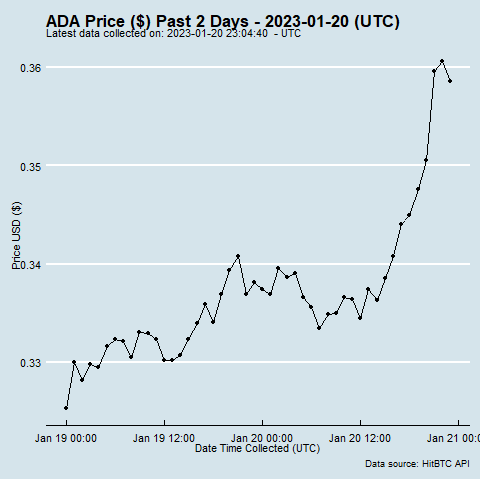 ADA Price ($) Past 2 Days - 2023-01-20 (UTC)
Latest data collected on: 2023-01-20 23:04:40 - UTC
0.36
0.35
0.34
0.33
Price USD ($)
Jan 19 00:00 Jan 19 12:00 Jan 20 00:00 Jan 20 12:00 Jan 21 00:
Date Time Collected (UTC)
Data source: HitBTC API